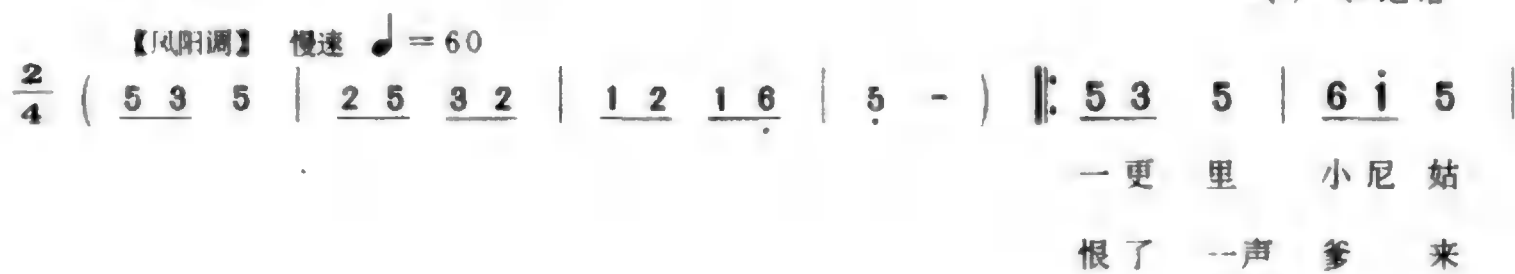 【凤阳调】 慢速 ♩=60
2/4 ( 5 3 5 | 2 5 3 2 | 1 2 1 6̣ | 5̣ - ) ‖: 5 3 5 | 6 i̇ 5 |
一更里 小尼姑
恨了一声爹来